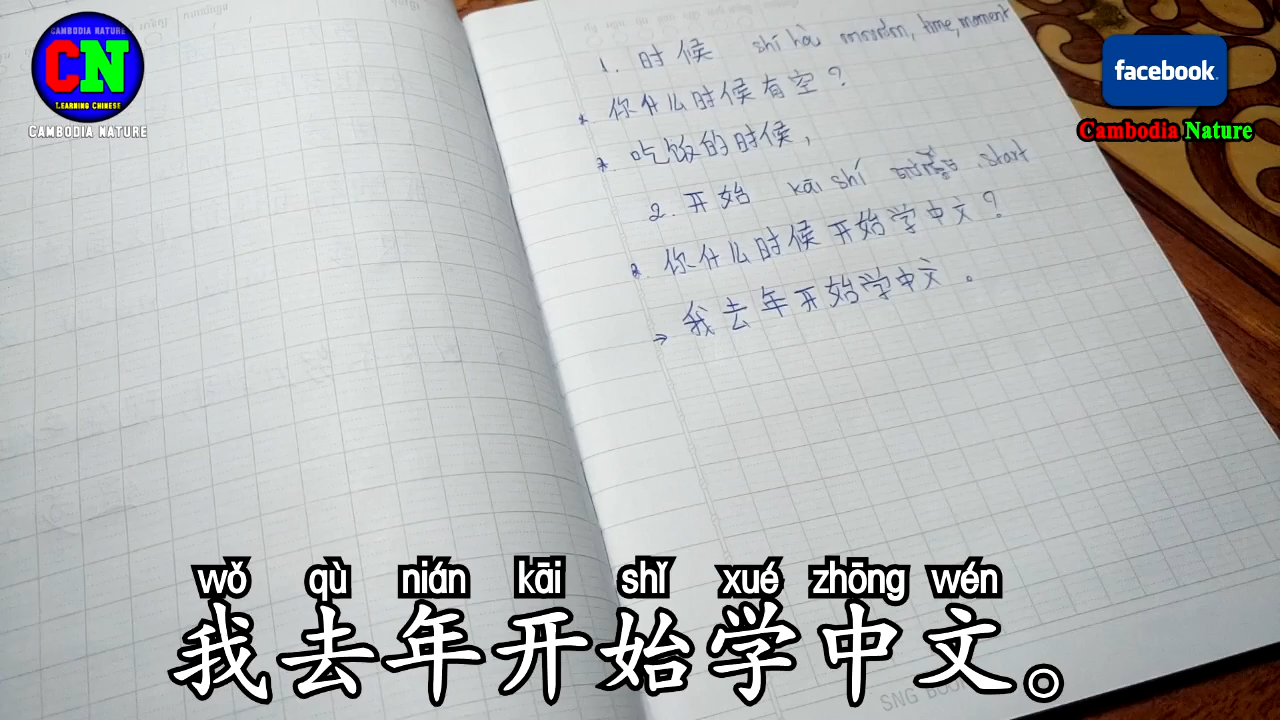 CAMBODIA NATURE
CN
Learning Chinese
CAMBODIA NATURE
facebook
Cambodia Nature
1. 时候 shí hòu time, moment
* 你什么时候有空?
* 吃饭的时候,
2. 开始 kāi shí start
* 你什么时候开始学中文?
→ 我去年开始学中文。
wǒ qù nián kāi shǐ xué zhōng wén
我去年开始学中文。
SNG BOO